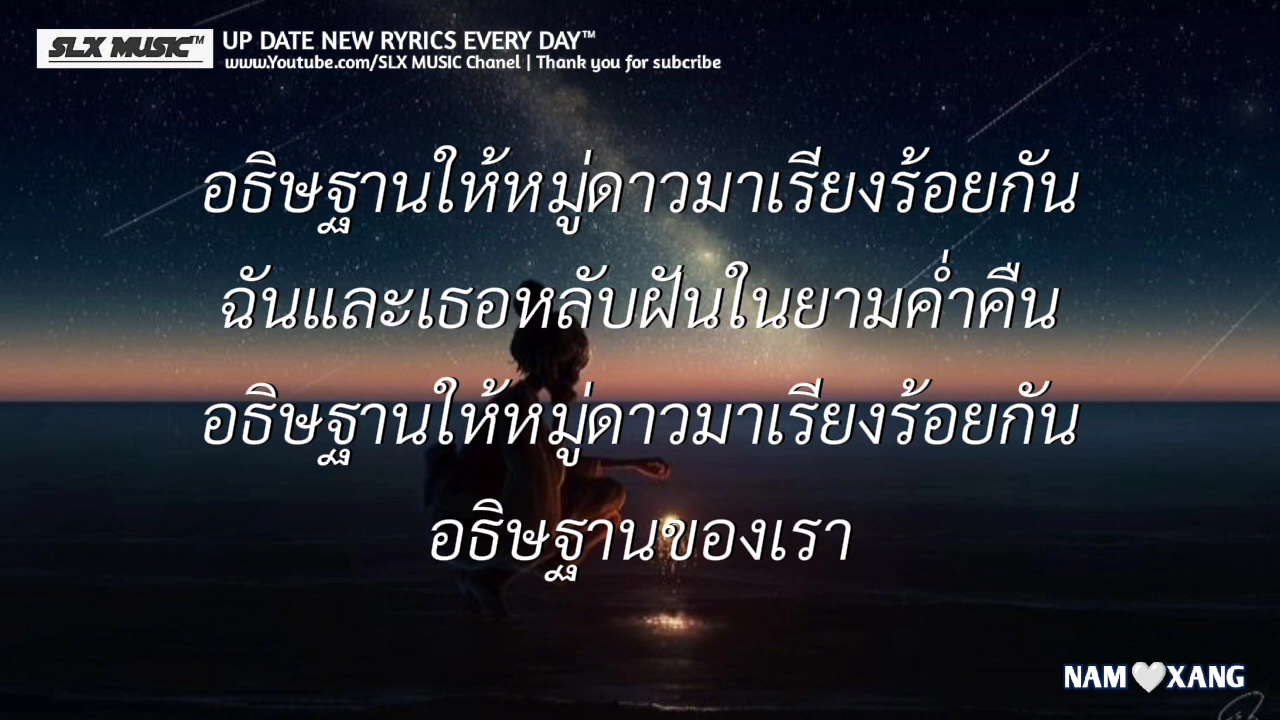 SLX MUSIC™ UP DATE NEW RYRICS EVERY DAY™
www.Youtube.com/SLX MUSIC Chanel | Thank you for subcribe
อธิษฐานให้หมู่ดาวมาเรียงร้อยกัน
ฉันและเธอหลับฝันในยามค่ำคืน
อธิษฐานให้หมู่ดาวมาเรียงร้อยกัน
อธิษฐานของเรา
NAM🤍XANG